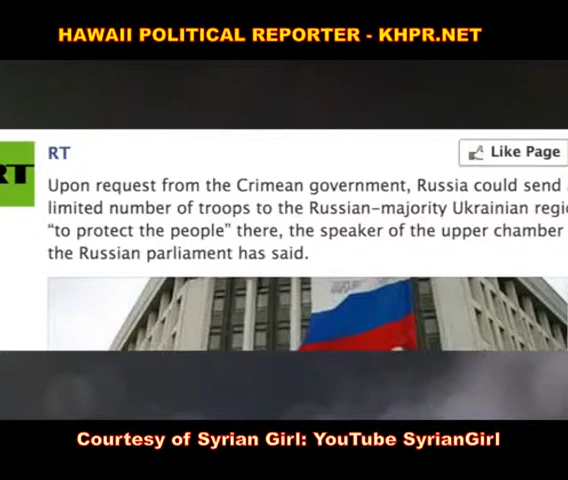 HAWAII POLITICAL REPORTER - KHPR.NET
RT
RT
Like Page
Upon request from the Crimean government, Russia could send
limited number of troops to the Russian-majority Ukrainian
"to protect the people" there, the speaker of the upper chamber
the Russian parliament has said.
Courtesy of Syrian Girl: YouTube SyrianGirl